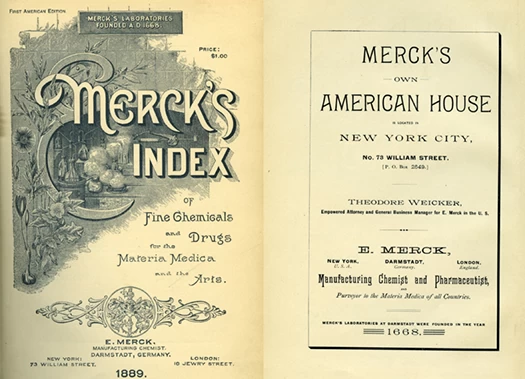 First American Edition
MERCK'S LABORATORIES
FOUNDED A.D. 1668.
PRICE:
$1.00
MERCK'S
INDEX
OF
Fine Chemicals
and Drugs
for the
Materia Medica
and the
Arts.
E. MERCK.
MANUFACTURING CHEMIST.
DARMSTADT, GERMANY.
NEW YORK:
73 WILLIAM STREET.
LONDON:
16 JEWRY STREET.
1889.
MERCK'S
OWN
AMERICAN HOUSE
IS LOCATED IN
NEW YORK CITY,
No. 73 WILLIAM STREET.
[P. O. Box 2649.]
THEODORE WEICKER,
Empowered Attorney and General Business Manager for E. Merck in the U. S.
E. MERCK,
NEW YORK,
U. S. A.
DARMSTADT,
Germany.
LONDON,
England.
Manufacturing Chemist and Pharmaceutist,
AND
Purveyor in the Materia Medica of all Countries.
MERCK'S LABORATORIES AT DARMSTADT WERE FOUNDED IN THE YEAR
1668.